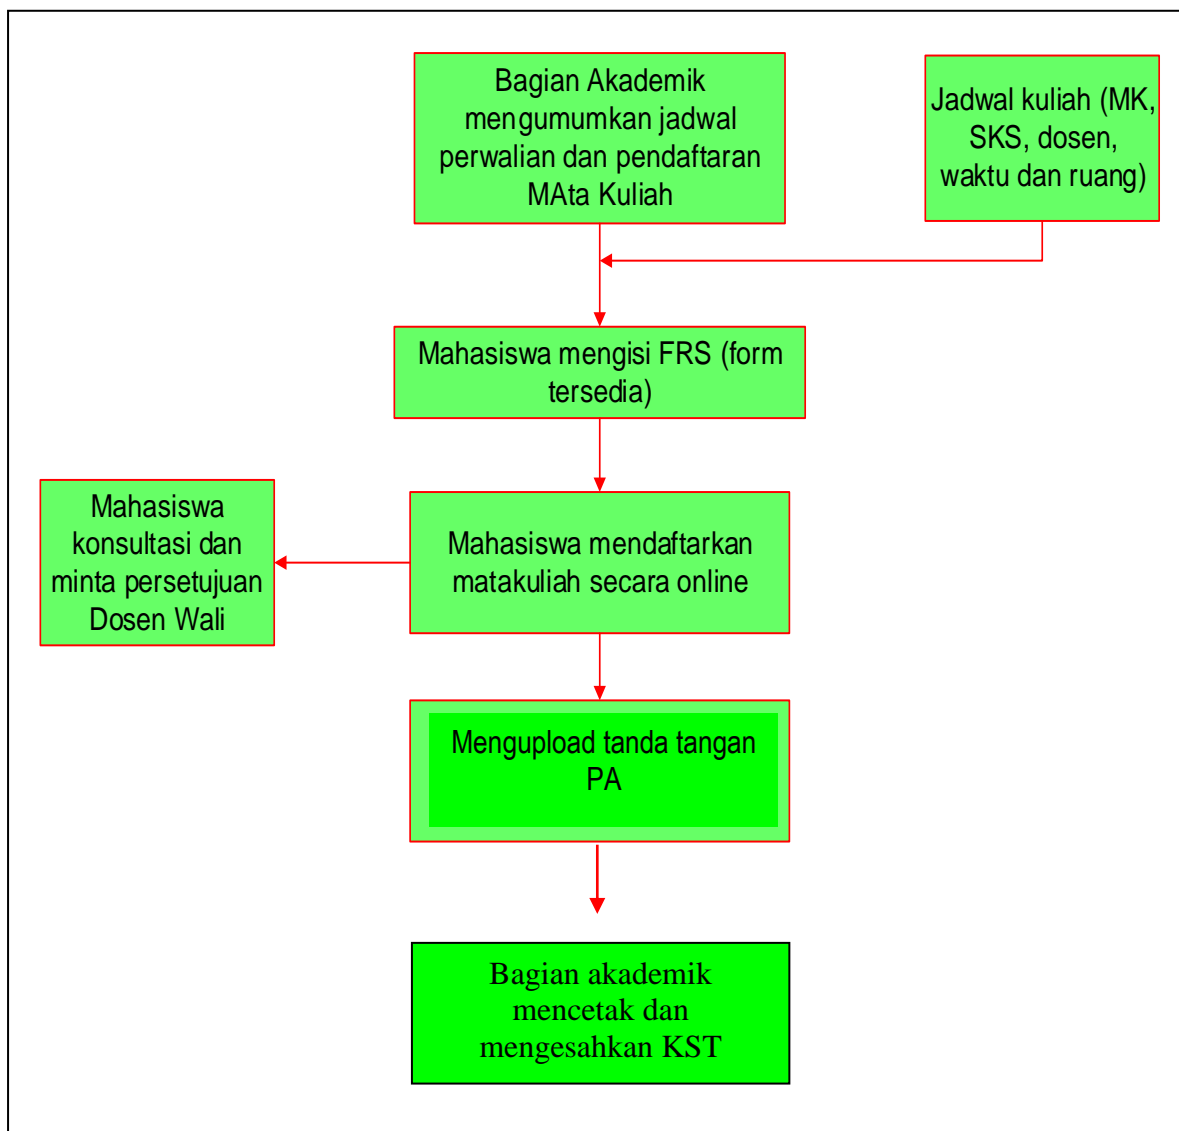 Bagian Akademik
mengumumkan jadwal
perwalian dan pendaftaran
MAta Kuliah
Jadwal kuliah (MK,
SKS, dosen,
waktu dan ruang)
Mahasiswa mengisi FRS (form
tersedia)
Mahasiswa
konsultasi dan
minta persetujuan
Dosen Wali
Mahasiswa mendaftarkan
matakuliah secara online
Mengupload tanda tangan
PA
Bagian akademik
mencetak dan
mengesahkan KST